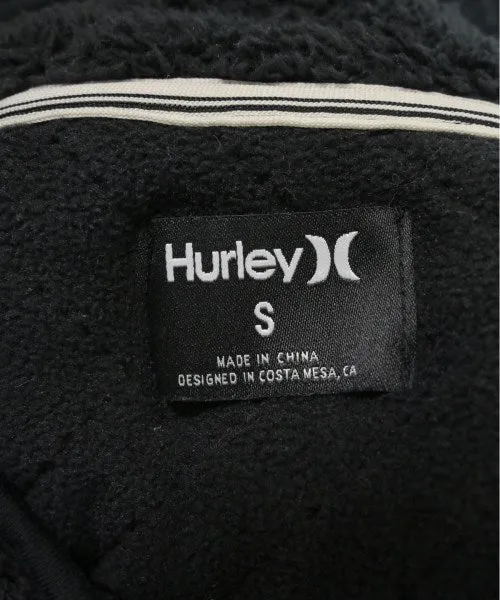 Hurley
S
MADE IN CHINA
DESIGNED IN COSTA MESA, CA